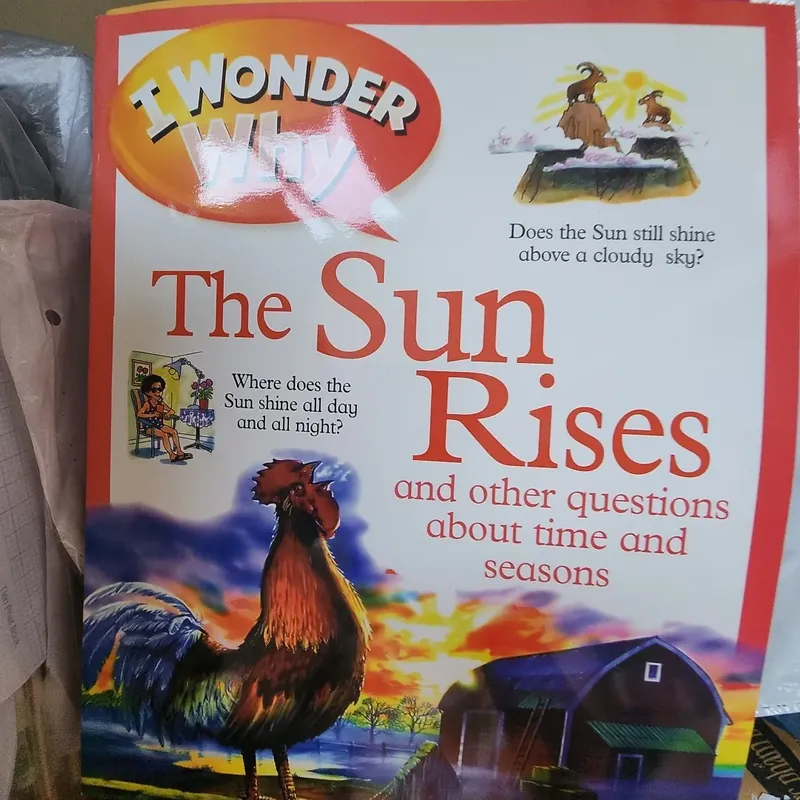 I WONDER
Why
The Sun
Rises
and other questions
about time and
seasons
Does the Sun still shine
above a cloudy sky?
Where does the
Sun shine all day
and all night?